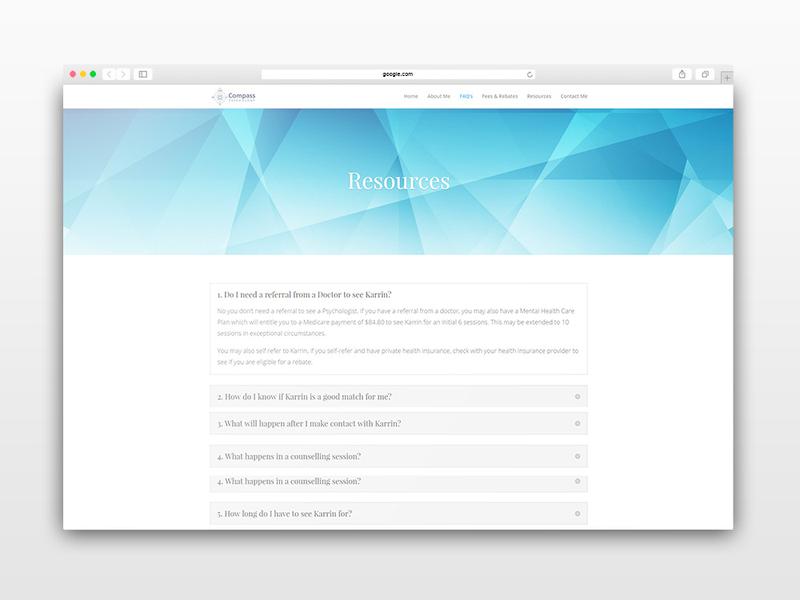 google.com
Compass
Home About Me FAQ's Fees & Rebates Resources Contact Me
Resources
1. Do I need a referral from a Doctor to see Karrin?
No you don't need a referral to see a Psychologist. If you have a referral from a doctor, you may also have a Mental Health Care
Plan which will entitle you to a Medicare payment of $84.80 to see Karrin for an initial 6 sessions. This may be extended to 10
sessions in exceptional circumstances.
You may also self refer to Karrin, if you self-refer and have private health insurance, check with your health insurance provider to
see if you are eligible for a rebate.
2. How do I know if Karrin is a good match for me?
3. What will happen after I make contact with Karrin?
4. What happens in a counselling session?
4. What happens in a counselling session?
5. How long do I have to see Karrin for?